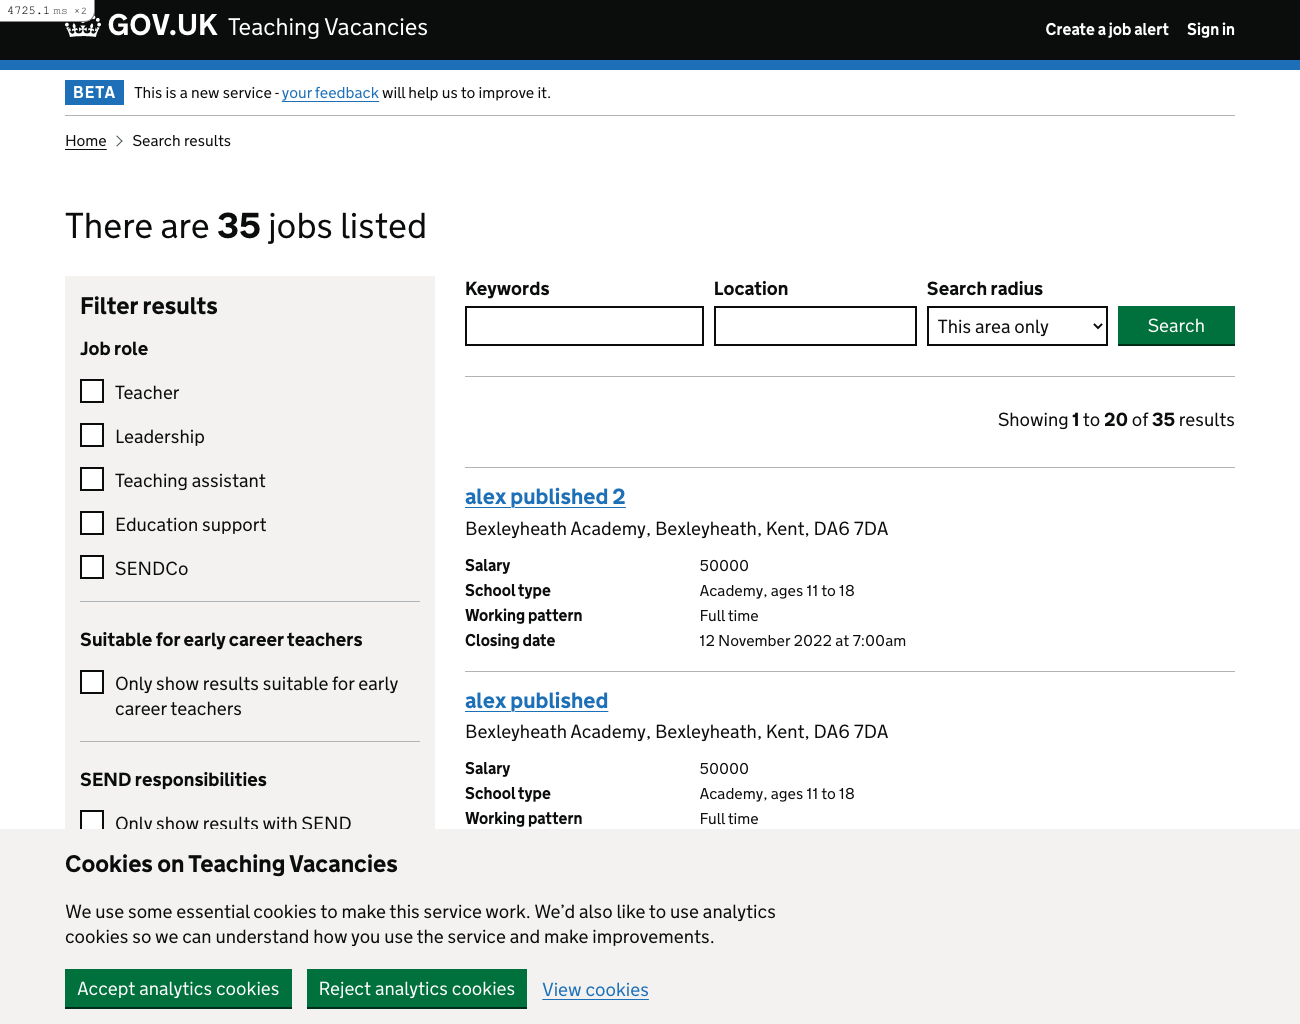 4725.1 ms ×2
GOV.UK Teaching Vacancies
Create a job alert Sign in
BETA This is a new service - your feedback will help us to improve it.
Home Search results
There are 35 jobs listed
Filter results
Job role
Teacher
Leadership
Teaching assistant
Education support
SENDCo
Suitable for early career teachers
Only show results suitable for early
career teachers
SEND responsibilities
Only show results with SEND
Keywords Location Search radius
This area only Search
Showing 1 to 20 of 35 results
alex published 2
Bexleyheath Academy, Bexleyheath, Kent, DA6 7DA
Salary 50000
School type Academy, ages 11 to 18
Working pattern Full time
Closing date 12 November 2022 at 7:00am
alex published
Bexleyheath Academy, Bexleyheath, Kent, DA6 7DA
Salary 50000
School type Academy, ages 11 to 18
Working pattern Full time
Cookies on Teaching Vacancies
We use some essential cookies to make this service work. We’d also like to use analytics
cookies so we can understand how you use the service and make improvements.
Accept analytics cookies Reject analytics cookies View cookies